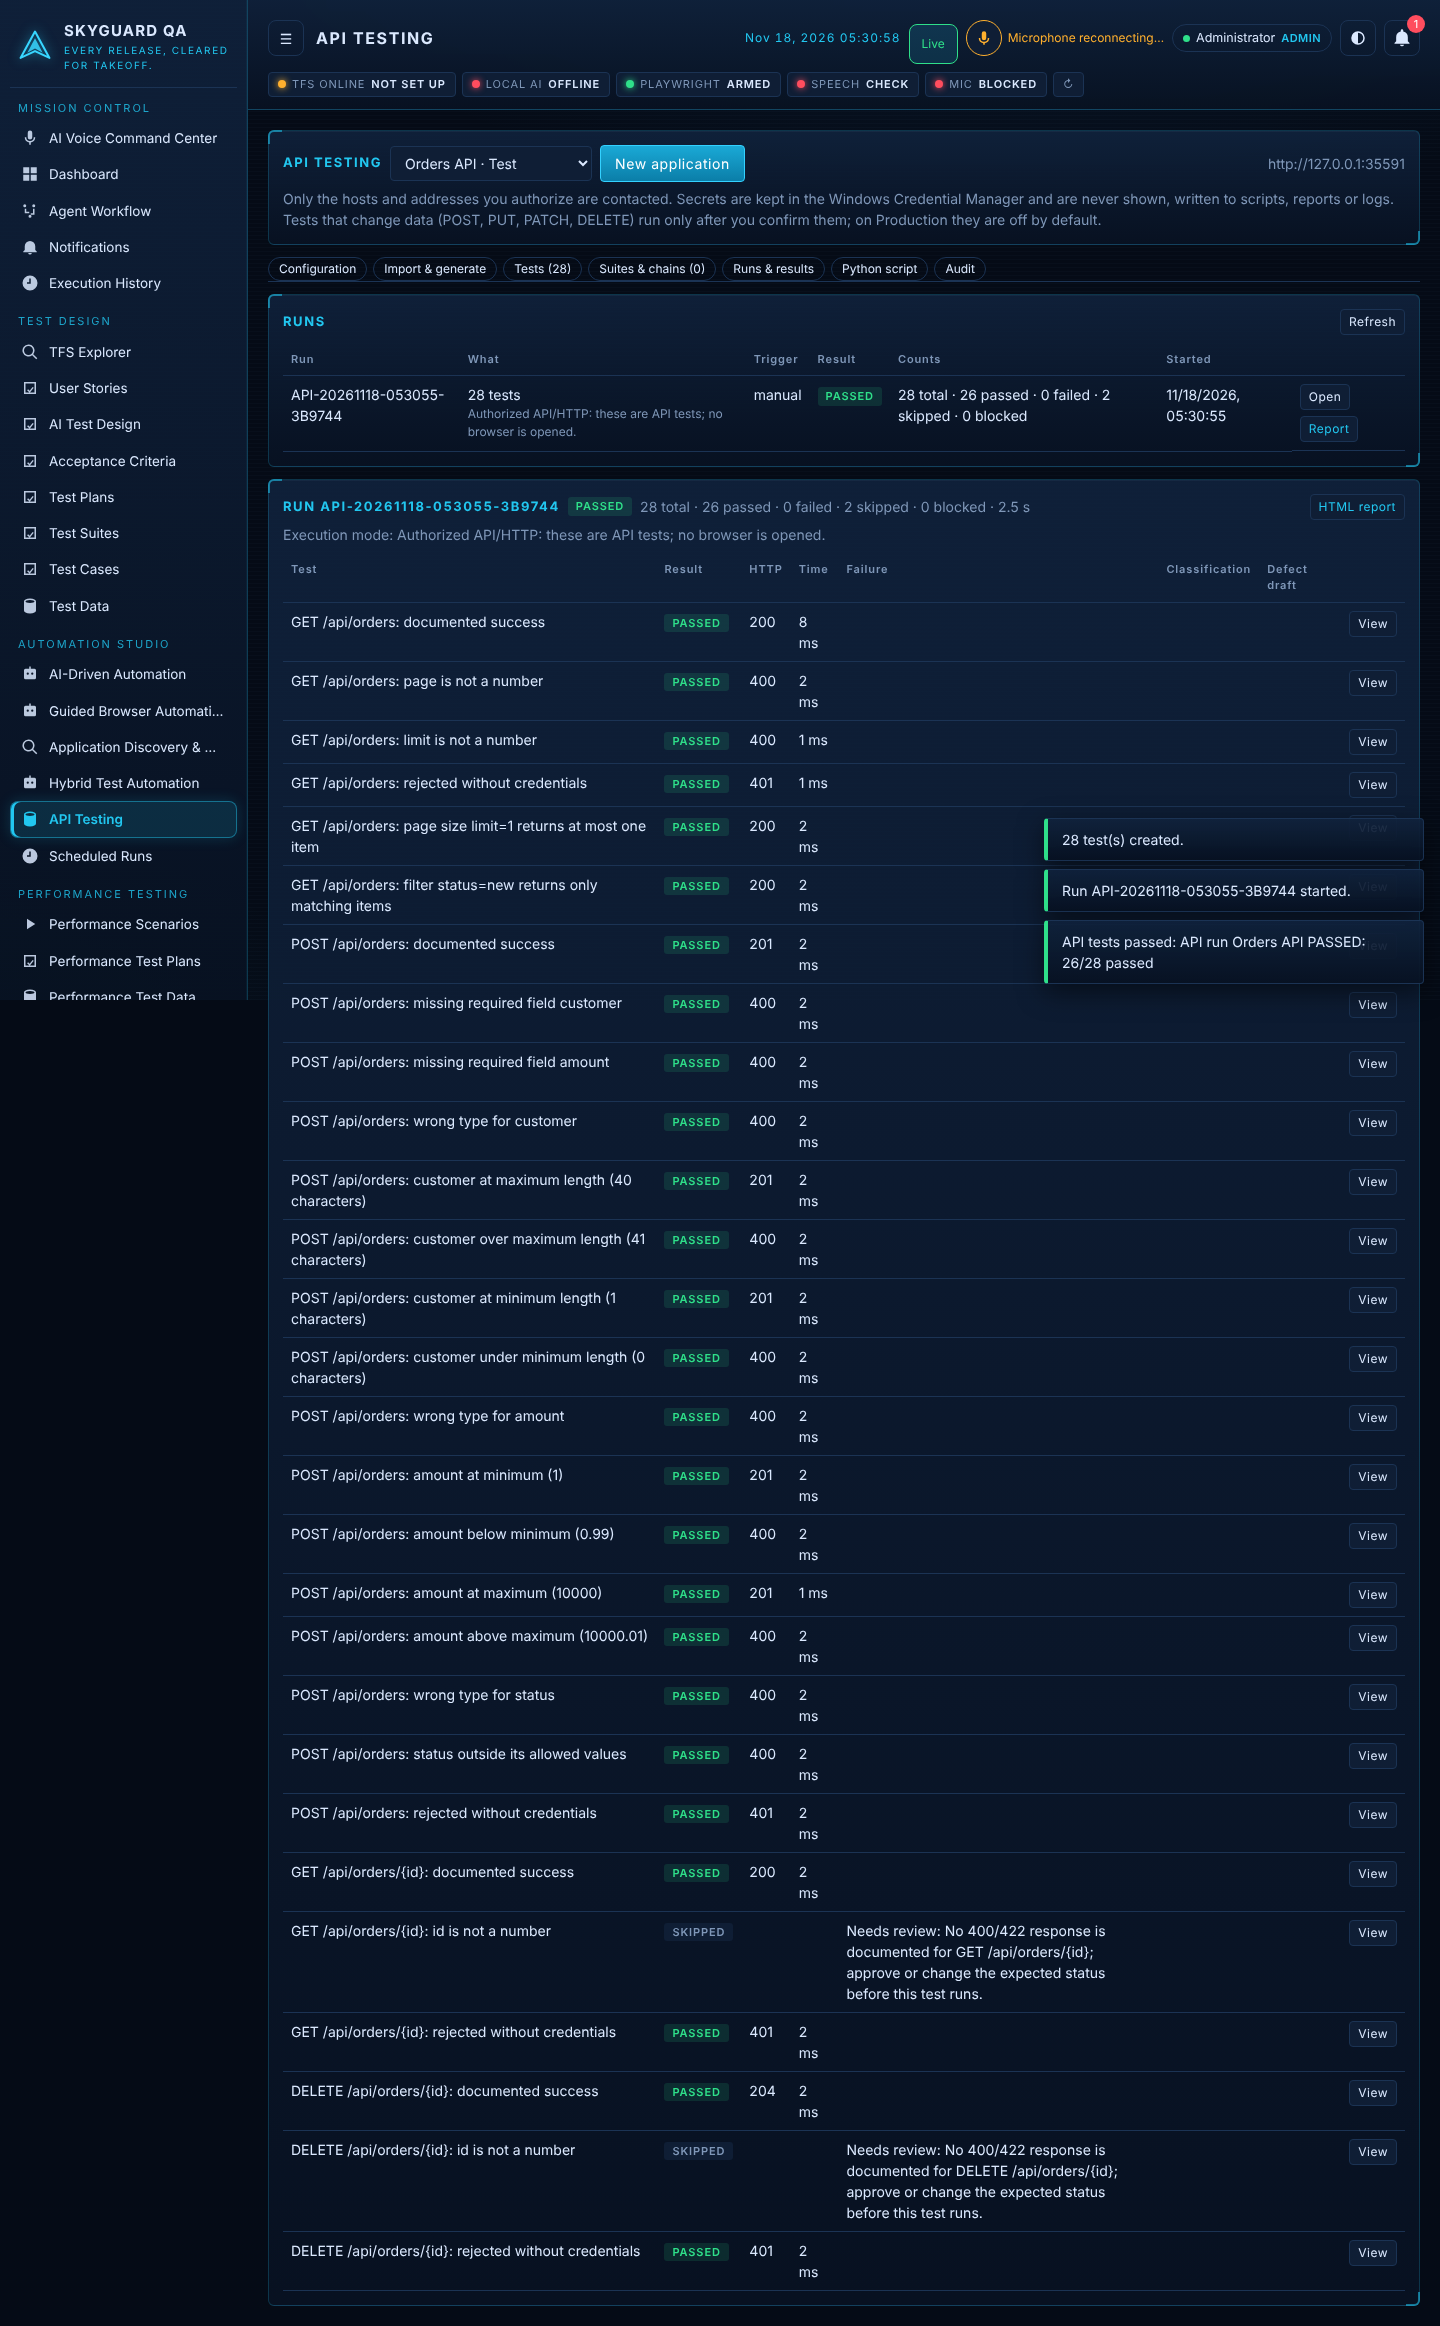 SKYGUARD QA
EVERY RELEASE, CLEARED
FOR TAKEOFF.
MISSION CONTROL
AI Voice Command Center
Dashboard
Agent Workflow
Notifications
Execution History
TEST DESIGN
TFS Explorer
User Stories
AI Test Design
Acceptance Criteria
Test Plans
Test Suites
Test Cases
Test Data
AUTOMATION STUDIO
AI-Driven Automation
Guided Browser Automati...
Application Discovery & ...
Hybrid Test Automation
API Testing
Scheduled Runs
PERFORMANCE TESTING
Performance Scenarios
Performance Test Plans
Performance Test Data
API TESTING
Nov 18, 2026 05:30:58
Live
Microphone reconnecting...
Administrator ADMIN
1
TFS ONLINE NOT SET UP
LOCAL AI OFFLINE
PLAYWRIGHT ARMED
SPEECH CHECK
MIC BLOCKED
API TESTING
Orders API · Test
New application
http://127.0.0.1:35591
Only the hosts and addresses you authorize are contacted. Secrets are kept in the Windows Credential Manager and are never shown, written to scripts, reports or logs.
Tests that change data (POST, PUT, PATCH, DELETE) run only after you confirm them; on Production they are off by default.
Configuration
Import & generate
Tests (28)
Suites & chains (0)
Runs & results
Python script
Audit
RUNS
Refresh
Run What Trigger Result Counts Started
API-20261118-053055-
3B9744
28 tests
Authorized API/HTTP: these are API tests; no
browser is opened.
manual
PASSED
28 total · 26 passed · 0 failed · 2
skipped · 0 blocked
11/18/2026,
05:30:55
Open
Report
RUN API-20261118-053055-3B9744 PASSED 28 total · 26 passed · 0 failed · 2 skipped · 0 blocked · 2.5 s
HTML report
Execution mode: Authorized API/HTTP: these are API tests; no browser is opened.
Test Result HTTP Time Failure Classification Defect
draft
GET /api/orders: documented success PASSED 200 8
ms
View
GET /api/orders: page is not a number PASSED 400 2
ms
View
GET /api/orders: limit is not a number PASSED 400 1 ms View
GET /api/orders: rejected without credentials PASSED 401 1 ms View
GET /api/orders: page size limit=1 returns at most one
item
PASSED 200 2
ms
View
GET /api/orders: filter status=new returns only
matching items
PASSED 200 2
ms
View
POST /api/orders: documented success PASSED 201 2
ms
28 test(s) created.
Run API-20261118-053055-3B9744 started.
API tests passed: API run Orders API PASSED:
26/28 passed
POST /api/orders: missing required field customer PASSED 400 2
ms
View
POST /api/orders: missing required field amount PASSED 400 2
ms
View
POST /api/orders: wrong type for customer PASSED 400 2
ms
View
POST /api/orders: customer at maximum length (40
characters)
PASSED 201 2
ms
View
POST /api/orders: customer over maximum length (41
characters)
PASSED 400 2
ms
View
POST /api/orders: customer at minimum length (1
characters)
PASSED 201 2
ms
View
POST /api/orders: customer under minimum length (0
characters)
PASSED 400 2
ms
View
POST /api/orders: wrong type for amount PASSED 400 2
ms
View
POST /api/orders: amount at minimum (1) PASSED 201 2
ms
View
POST /api/orders: amount below minimum (0.99) PASSED 400 2
ms
View
POST /api/orders: amount at maximum (10000) PASSED 201 1 ms View
POST /api/orders: amount above maximum (10000.01) PASSED 400 2
ms
View
POST /api/orders: wrong type for status PASSED 400 2
ms
View
POST /api/orders: status outside its allowed values PASSED 400 2
ms
View
POST /api/orders: rejected without credentials PASSED 401 2
ms
View
GET /api/orders/{id}: documented success PASSED 200 2
ms
View
GET /api/orders/{id}: id is not a number SKIPPED
Needs review: No 400/422 response is
documented for GET /api/orders/{id};
approve or change the expected status
before this test runs.
View
GET /api/orders/{id}: rejected without credentials PASSED 401 2
ms
View
DELETE /api/orders/{id}: documented success PASSED 204 2
ms
View
DELETE /api/orders/{id}: id is not a number SKIPPED
Needs review: No 400/422 response is
documented for DELETE /api/orders/{id};
approve or change the expected status
before this test runs.
View
DELETE /api/orders/{id}: rejected without credentials PASSED 401 2
ms
View